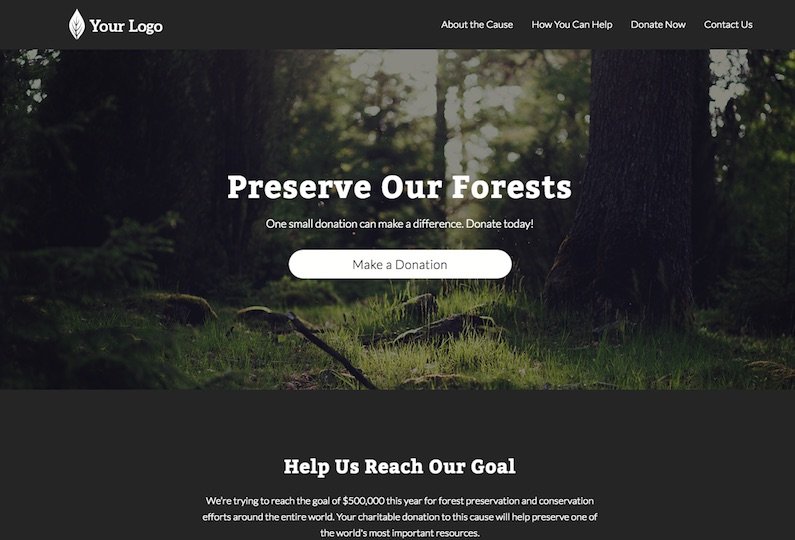 Your Logo
About the Cause How You Can Help Donate Now Contact Us
Preserve Our Forests
One small donation can make a difference. Donate today!
Make a Donation
Help Us Reach Our Goal
We're trying to reach the goal of $500,000 this year for forest preservation and conservation
efforts around the entire world. Your charitable donation to this cause will help preserve one of
the world's most important resources.